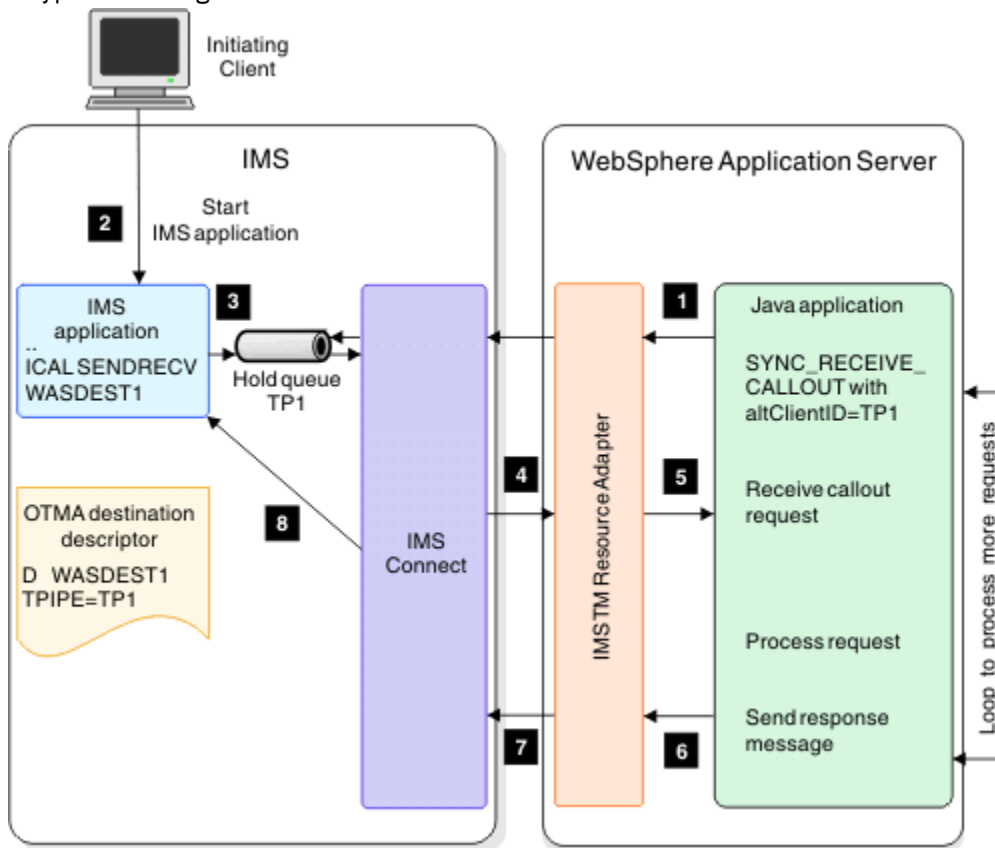 Initiating
Client
IMS
WebSphere Application Server
2
Start
IMS application
IMS
application
..
ICAL SENDRECV
WASDEST1
3
Hold queue
TP1
1
Java application
SYNC_RECEIVE_
CALLOUT with
altClientID=TP1
4
5
Receive callout
request
8
OTMA destination
descriptor
D WASDEST1
TPIPE=TP1
IMS
Connect
IMS TM Resource Adapter
Process request
Send response
message
7
6
Loop to process more requests